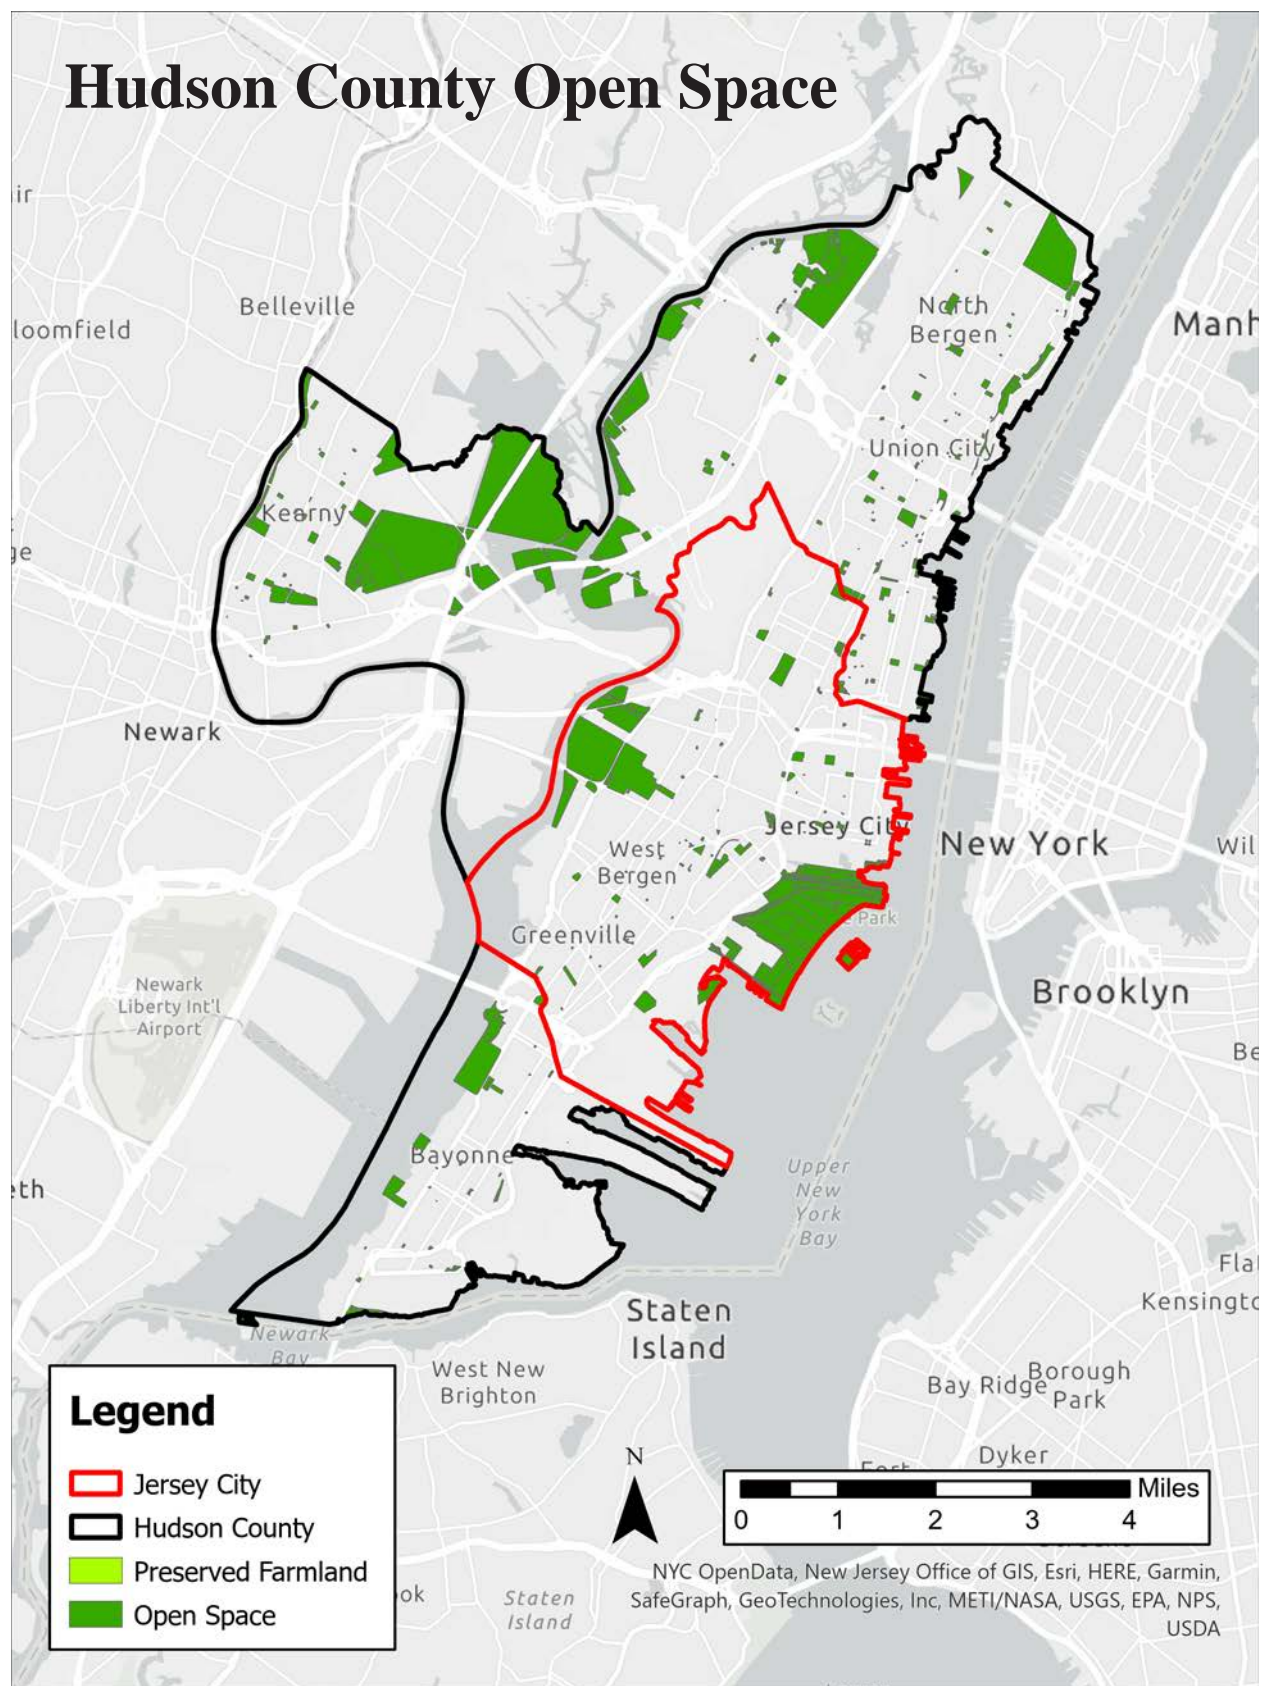 Hudson County Open Space
ir
Belleville
loomfield
North
Bergen
Manh
Union City
Kearny
ge
Newark
Jersey City
New York
West
Bergen
Wil
Greenville
e Park
Newark
Liberty Int'l
Airport
Brooklyn
Be
Bayonne
eth
Upper
New
York
Bay
Flat
Kensingto
Staten
Island
Newark
Bay
West New
Brighton
Bay Ridge
Borough
Park
Dyker
Fort
Legend
Jersey City
Hudson County
Preserved Farmland
Open Space
N
Miles
0 1 2 3 4
ok
Staten
Island
NYC OpenData, New Jersey Office of GIS, Esri, HERE, Garmin,
SafeGraph, GeoTechnologies, Inc, METI/NASA, USGS, EPA, NPS,
USDA